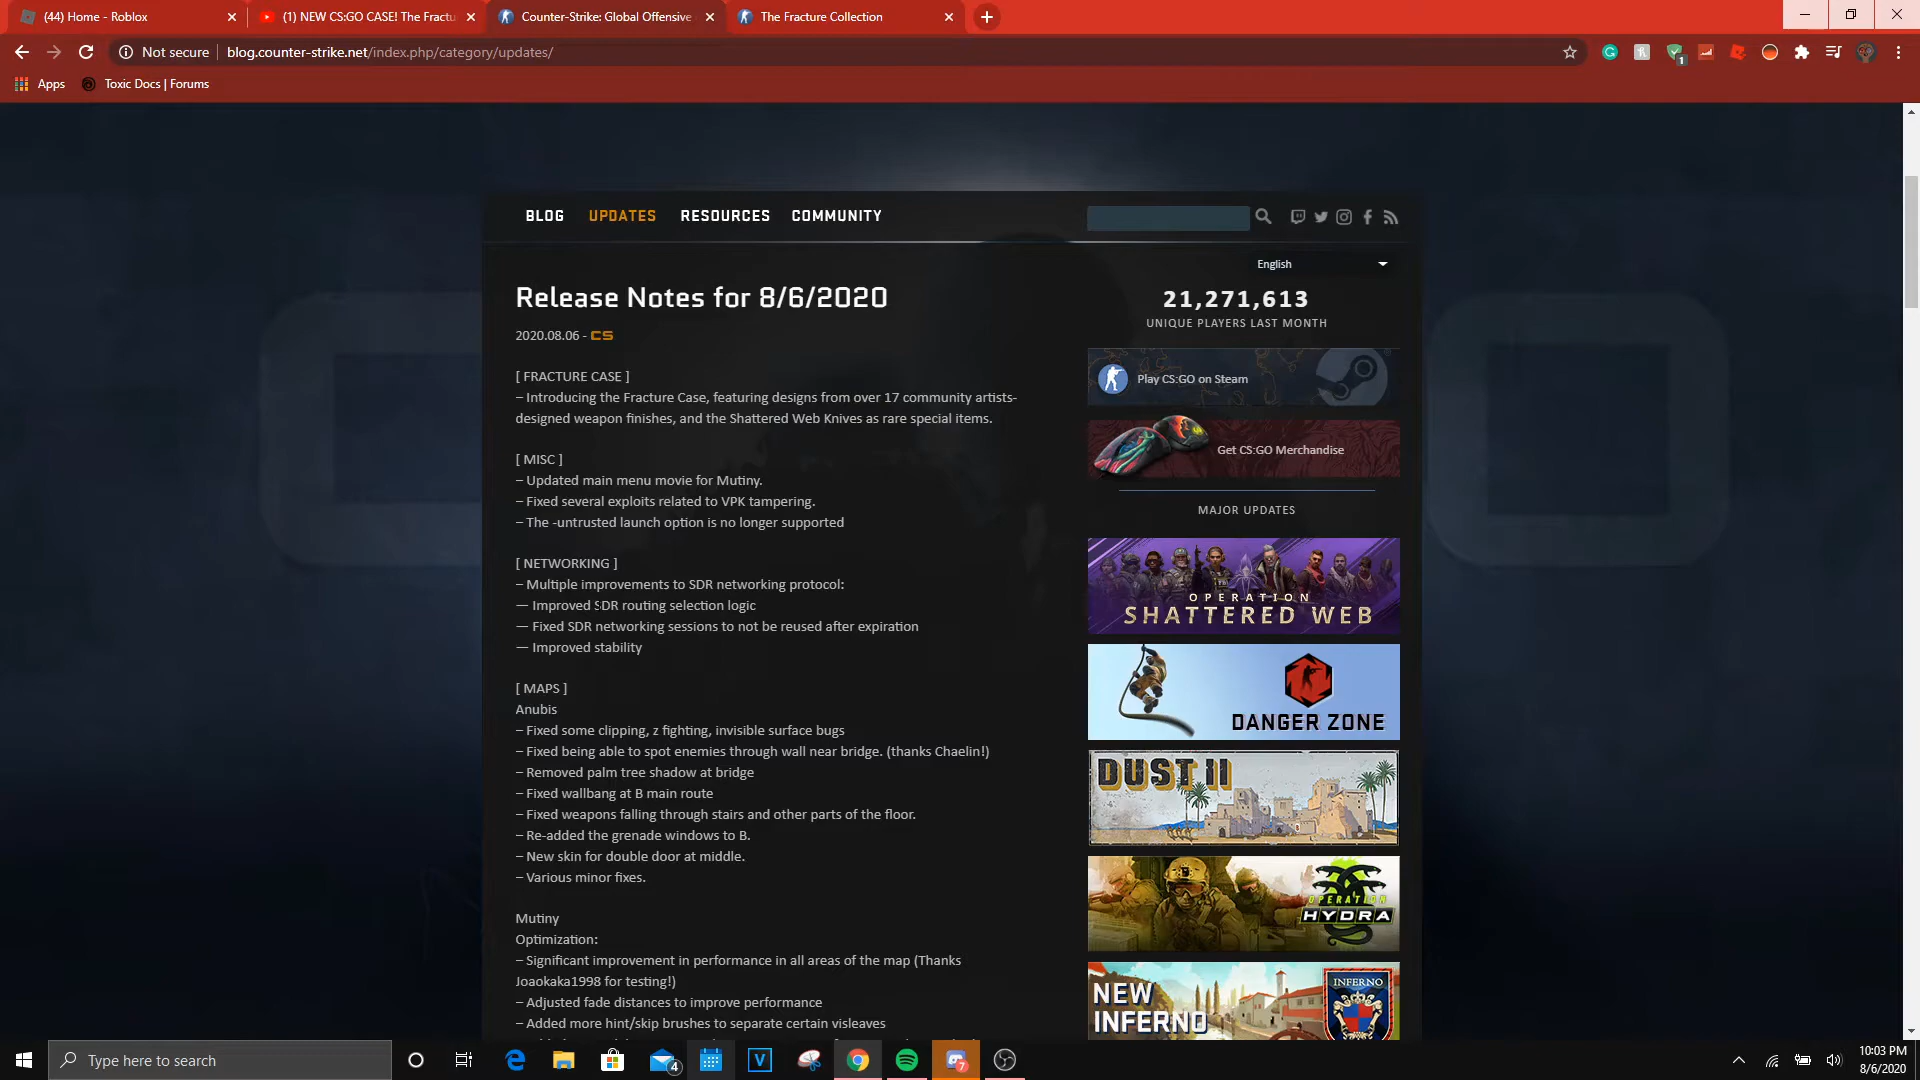 (44) Home - Roblox
(1) NEW CS:GO CASE! The Fractu
Counter-Strike: Global Offensive
The Fracture Collection
Not secure
blog.counter-strike.net/index.php/category/updates/
1
Apps
Toxic Docs | Forums
BLOG UPDATES RESOURCES COMMUNITY
English
Release Notes for 8/6/2020
2020.08.06 - CS
[ FRACTURE CASE ]
– Introducing the Fracture Case, featuring designs from over 17 community artists-
designed weapon finishes, and the Shattered Web Knives as rare special items.
[ MISC ]
– Updated main menu movie for Mutiny.
– Fixed several exploits related to VPK tampering.
– The -untrusted launch option is no longer supported
[ NETWORKING ]
– Multiple improvements to SDR networking protocol:
— Improved SDR routing selection logic
— Fixed SDR networking sessions to not be reused after expiration
— Improved stability
[ MAPS ]
Anubis
– Fixed some clipping, z fighting, invisible surface bugs
– Fixed being able to spot enemies through wall near bridge. (thanks Chaelin!)
– Removed palm tree shadow at bridge
– Fixed wallbang at B main route
– Fixed weapons falling through stairs and other parts of the floor.
– Re-added the grenade windows to B.
– New skin for double door at middle.
– Various minor fixes.
Mutiny
Optimization:
– Significant improvement in performance in all areas of the map (Thanks
Joaokaka1998 for testing!)
– Adjusted fade distances to improve performance
– Added more hint/skip brushes to separate certain visleaves
21,271,613
UNIQUE PLAYERS LAST MONTH
Play CS:GO on Steam
Get CS:GO Merchandise
MAJOR UPDATES
OPERATION
SHATTERED WEB
DANGER ZONE
DUST II
OPERATION
HYDRA
NEW
INFERNO
INFERNO
Type here to search
4
7
10:03 PM
8/6/2020